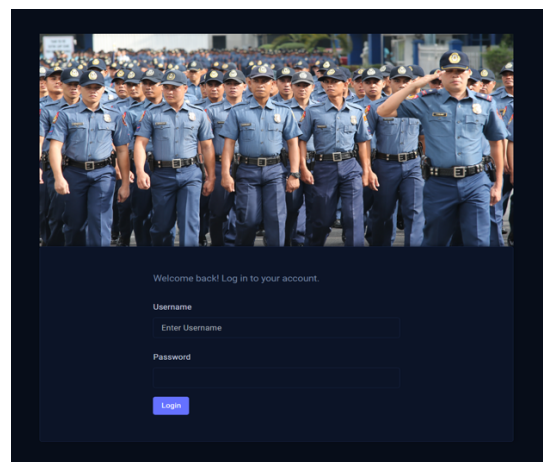 Welcome back! Log in to your account.
Username
Enter Username
Password
Login